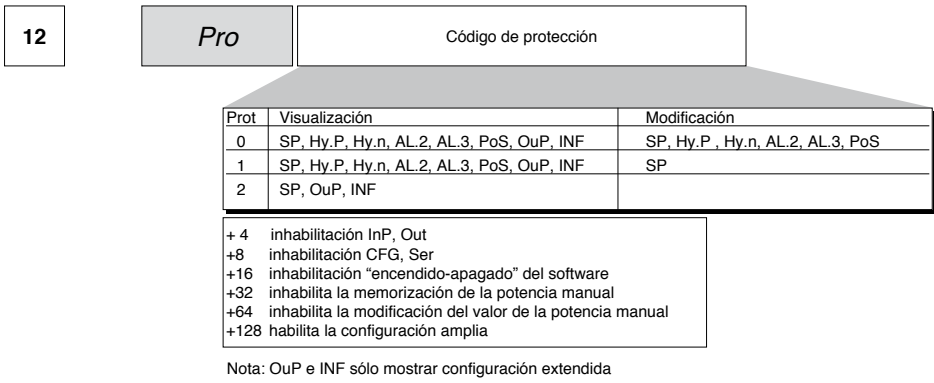 12 Pro Código de protección
Prot Visualización Modificación
0 SP, Hy.P, Hy.n, AL.2, AL.3, PoS, OuP, INF SP, Hy.P , Hy.n, AL.2, AL.3, PoS
1 SP, Hy.P, Hy.n, AL.2, AL.3, PoS, OuP, INF SP
2 SP, OuP, INF
+ 4 inhabilitación InP, Out
+8 inhabilitación CFG, Ser
+16 inhabilitación “encendido-apagado” del software
+32 inhabilita la memorización de la potencia manual
+64 inhabilita la modificación del valor de la potencia manual
+128 habilita la configuración amplia
Nota: OuP e INF sólo mostrar configuración extendida